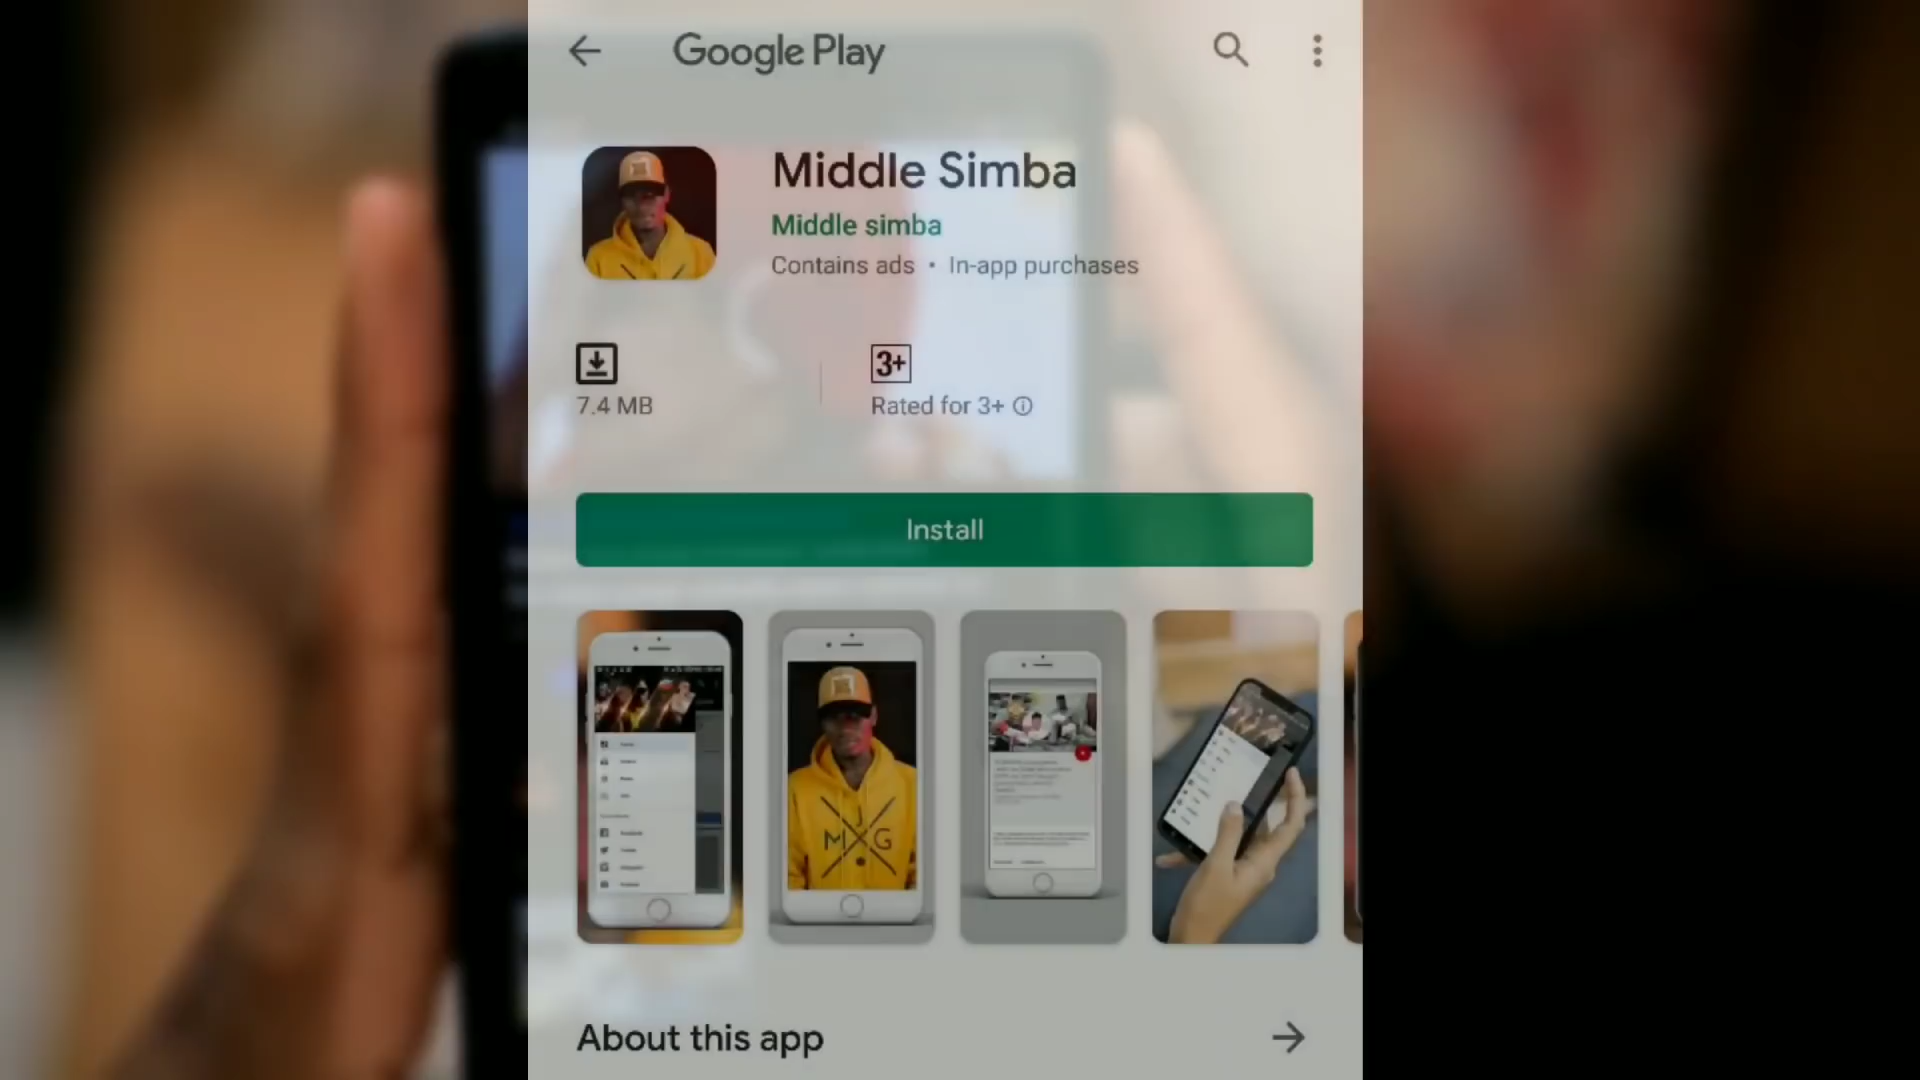 Google Play
Middle Simba
Middle simba
Contains ads • In-app purchases
7.4 MB
3+
Rated for 3+
Install
J
M G
About this app